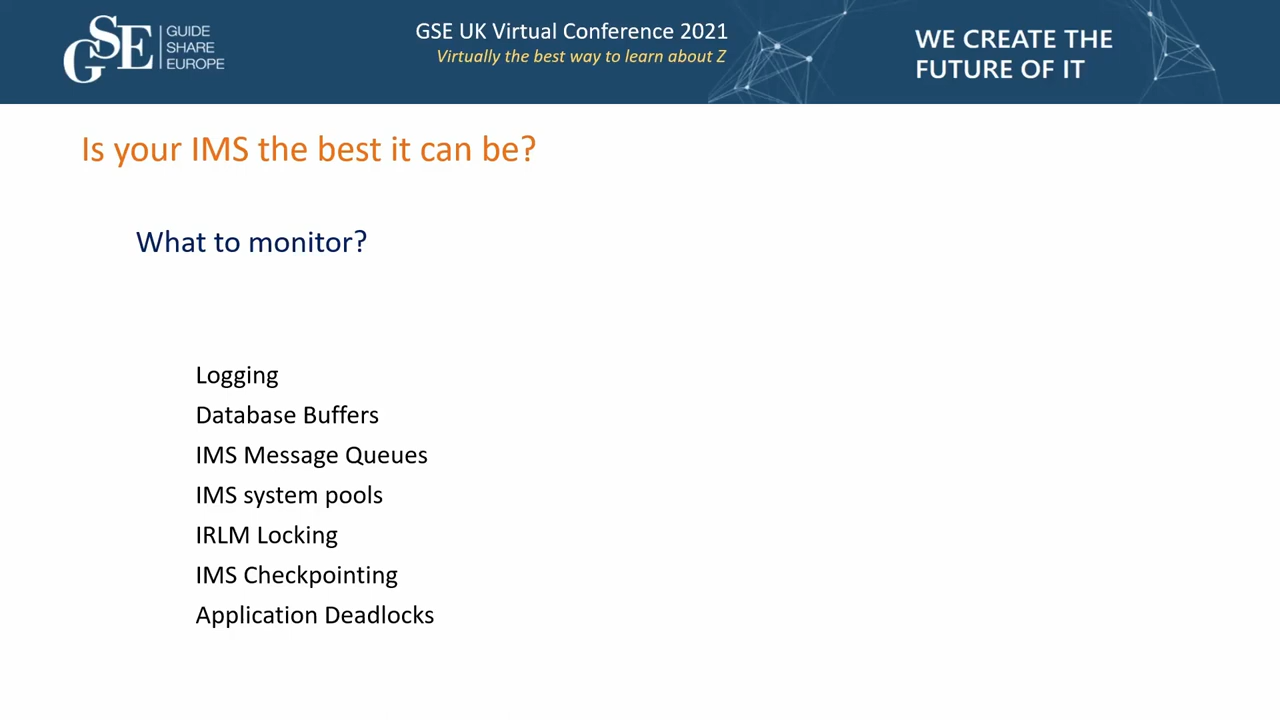 GSE
GUIDE
SHARE
EUROPE
GSE UK Virtual Conference 2021
Virtually the best way to learn about Z
WE CREATE THE
FUTURE OF IT
Is your IMS the best it can be?
What to monitor?
Logging
Database Buffers
IMS Message Queues
IMS system pools
IRLM Locking
IMS Checkpointing
Application Deadlocks